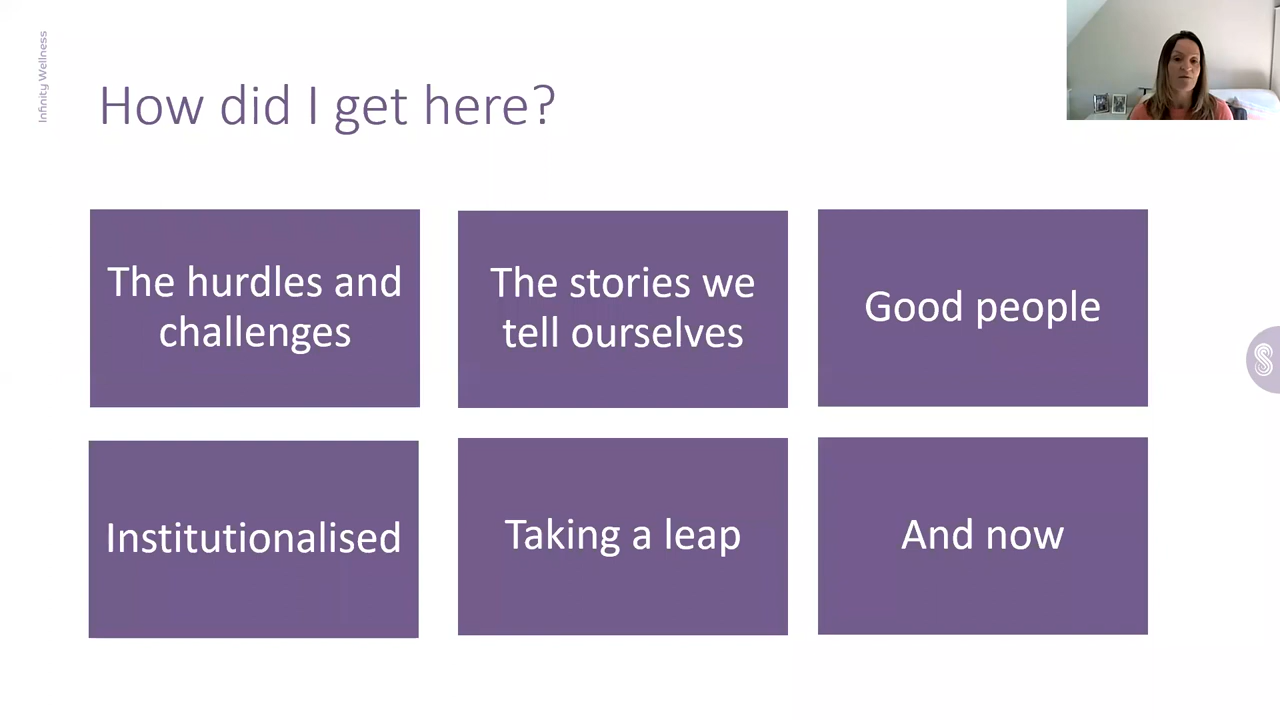 Infinity Wellness
How did I get here?
The hurdles and
challenges
The stories we
tell ourselves
Good people
Institutionalised
Taking a leap
And now